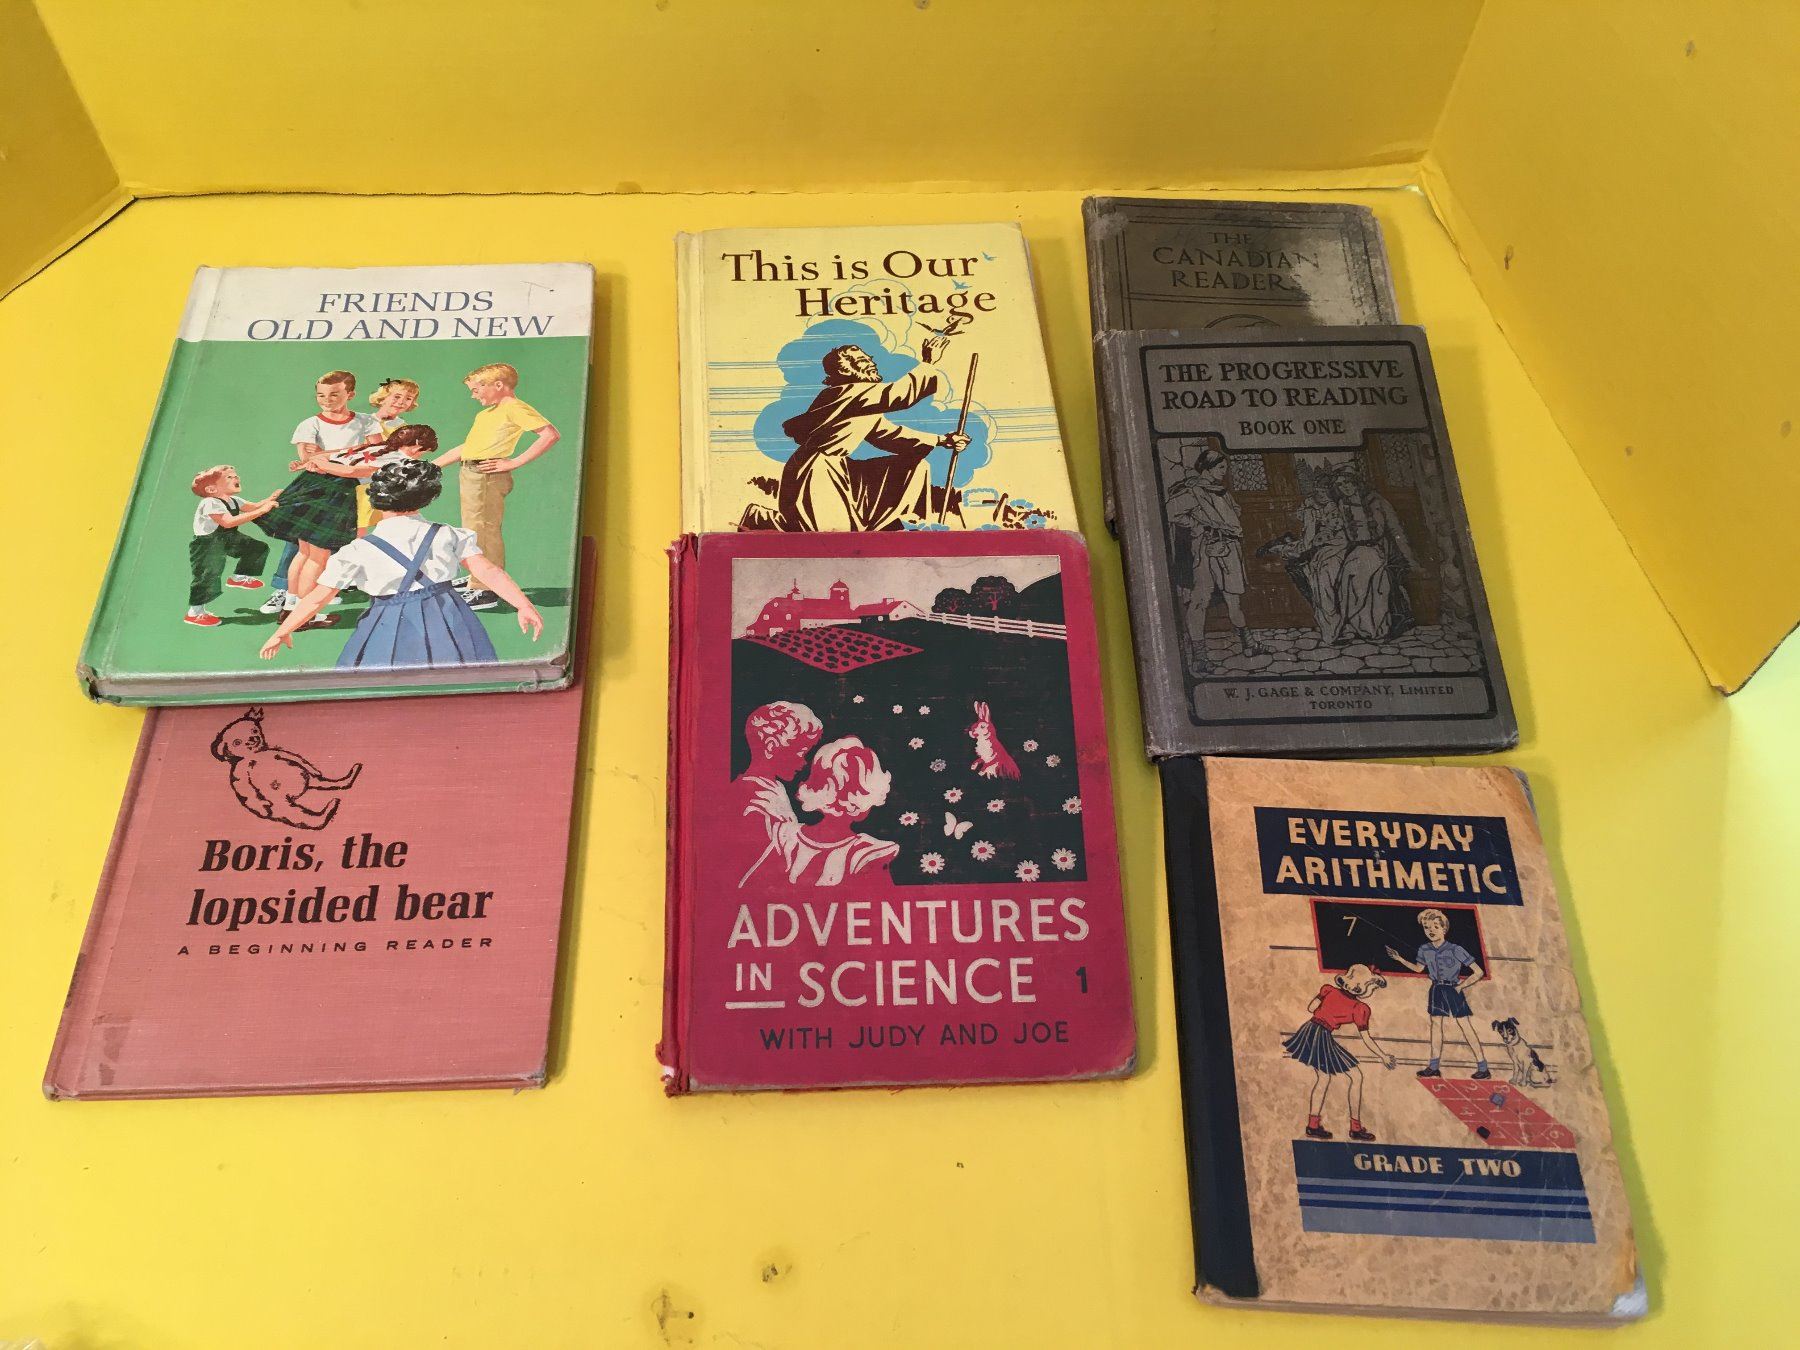 FRIENDS
OLD AND NEW
Boris, the
lopsided bear
A BEGINNING READER
This is Our
Heritage
ADVENTURES
IN SCIENCE 1
WITH JUDY AND JOE
THE
CANADIAN
READERS
THE PROGRESSIVE
ROAD TO READING
BOOK ONE
W. J. GAGE & COMPANY, LIMITED
TORONTO
EVERYDAY
ARITHMETIC
7
GRADE TWO